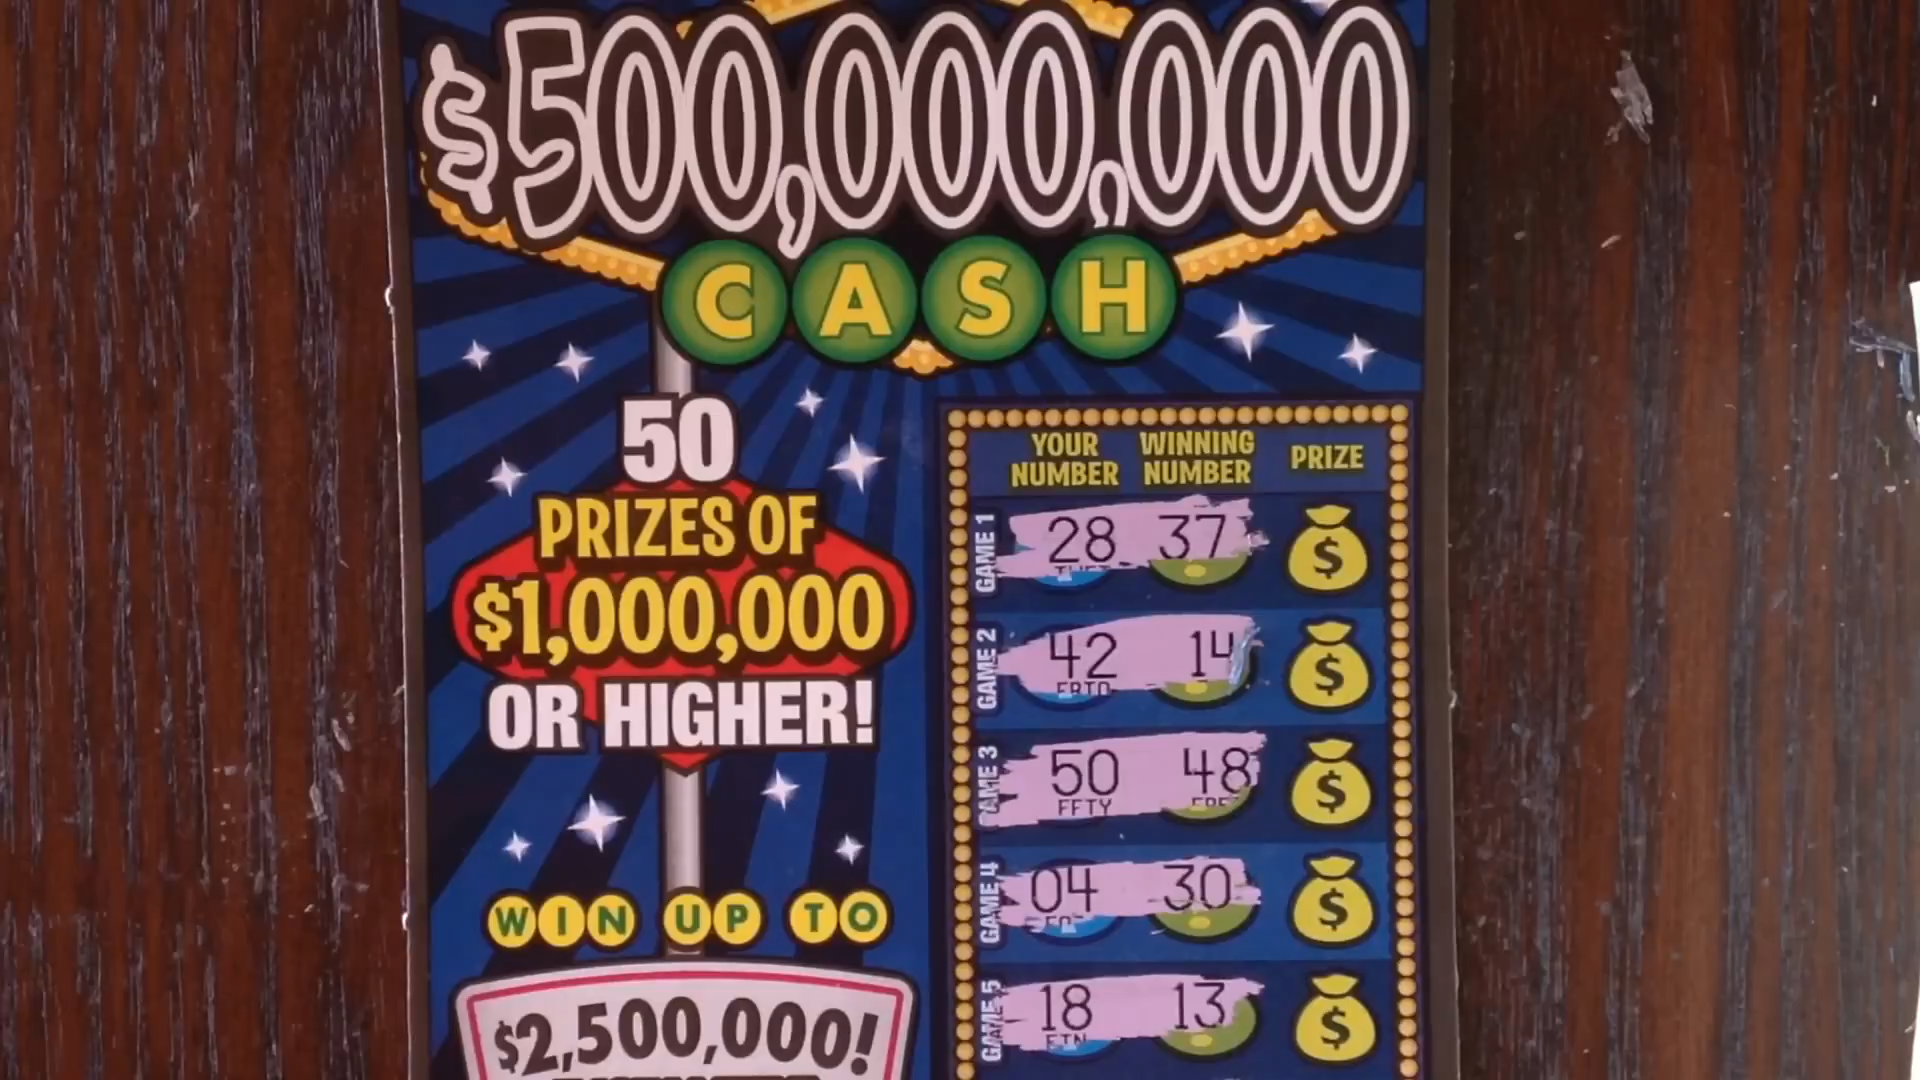 $500,000,000
CASH
50
PRIZES OF
$1,000,000
OR HIGHER!
WIN UP TO
$2,500,000!
YOUR NUMBER
WINNING NUMBER
PRIZE
GAME 1
28 37
$
GAME 2
42 14
$
GAME 3
50 48
FFTY
$
GAME 4
04 30
$
GAME 5
18 13
$